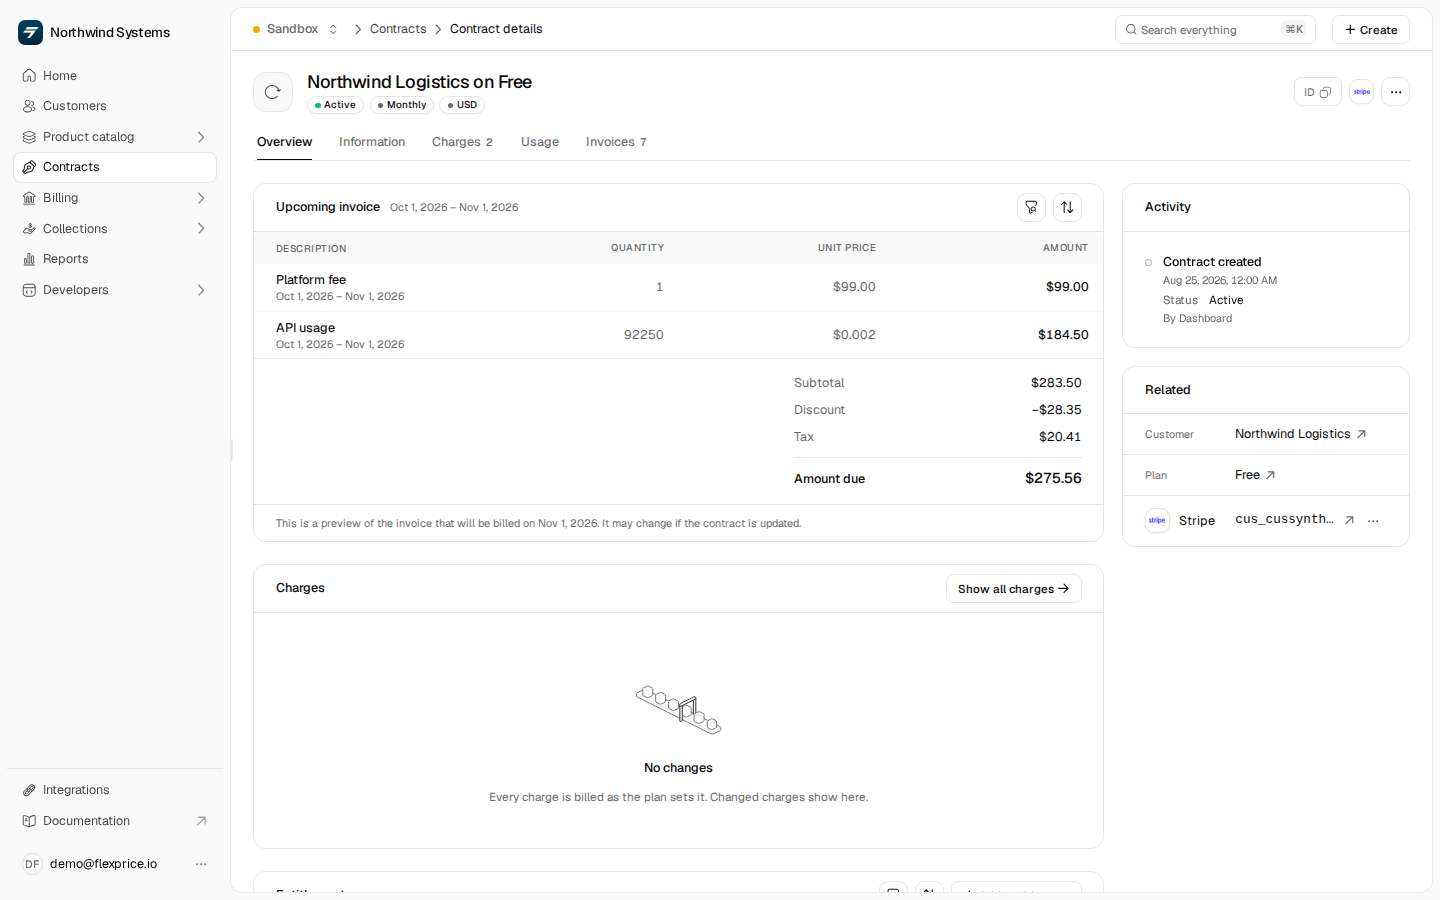 Northwind Systems
Home
Customers
Product catalog
Contracts
Billing
Collections
Reports
Developers
Integrations
Documentation
DF demo@flexprice.io
Sandbox Contracts Contract details
Search everything ⌘K
Create
Northwind Logistics on Free
Active Monthly USD
ID stripe
Overview Information Charges 2 Usage Invoices 7
Upcoming invoice Oct 1, 2026 – Nov 1, 2026
DESCRIPTION QUANTITY UNIT PRICE AMOUNT
Platform fee 1 $99.00 $99.00
Oct 1, 2026 – Nov 1, 2026
API usage 92250 $0.002 $184.50
Oct 1, 2026 – Nov 1, 2026
Subtotal $283.50
Discount −$28.35
Tax $20.41
Amount due $275.56
This is a preview of the invoice that will be billed on Nov 1, 2026. It may change if the contract is updated.
Charges
Show all charges
No changes
Every charge is billed as the plan sets it. Changed charges show here.
Activity
Contract created
Aug 25, 2026, 12:00 AM
Status Active
By Dashboard
Related
Customer Northwind Logistics
Plan Free
stripe Stripe cus_cussynth…